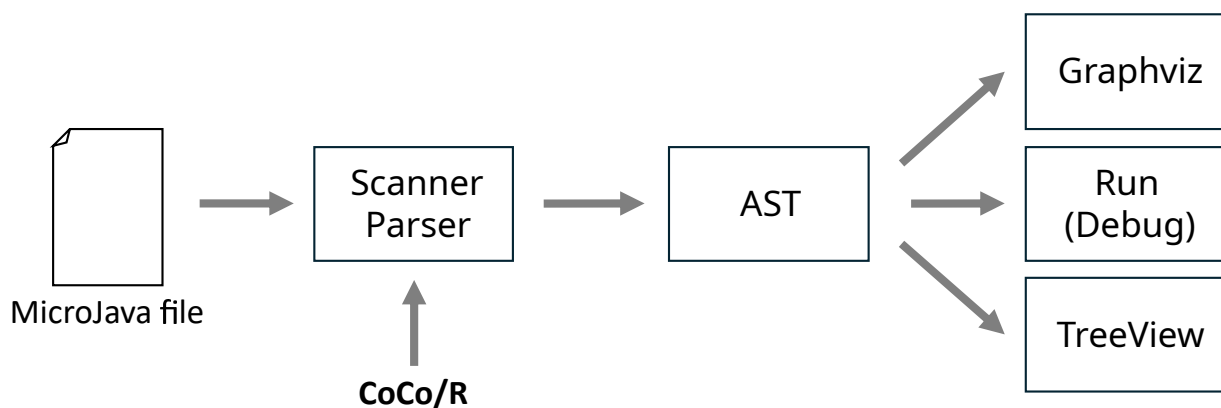 MicroJava file
Scanner
Parser
CoCo/R
AST
Graphviz
Run
(Debug)
TreeView